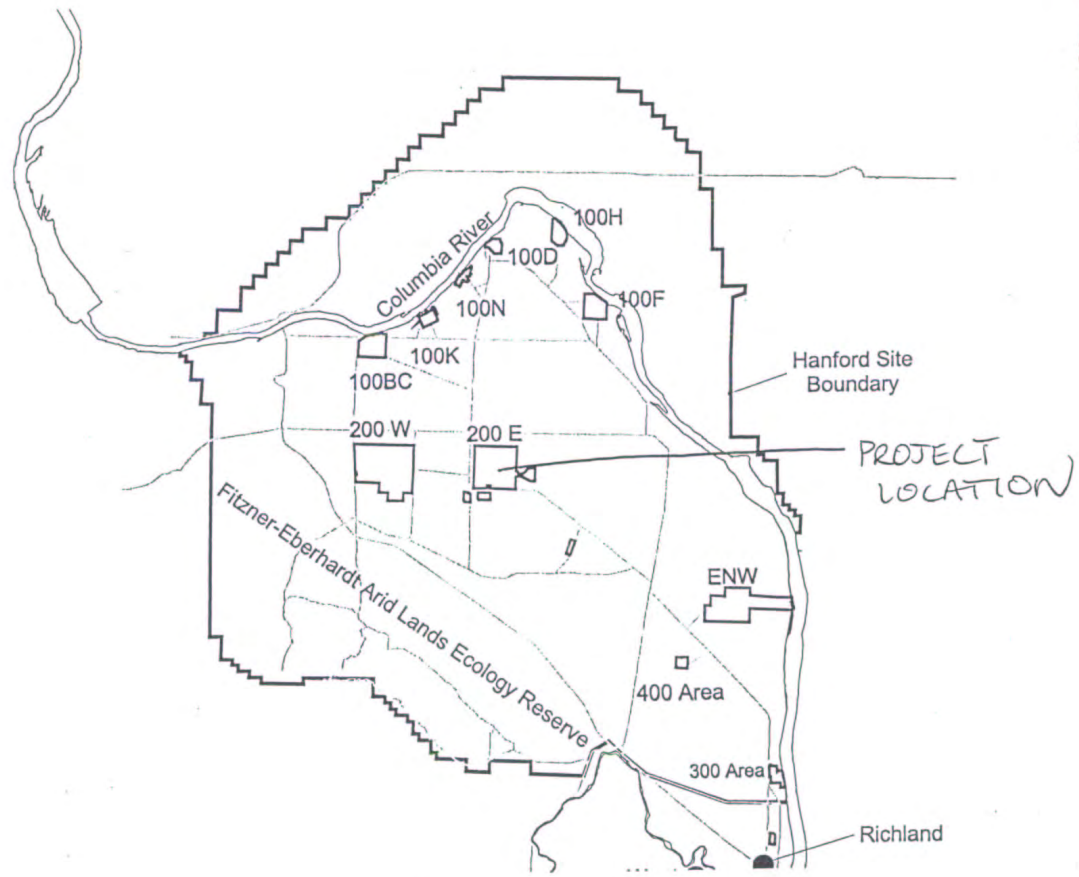 100H
Columbia River
100D
100N
100F
100K
Hanford Site
Boundary
100BC
200 W
200 E
PROJECT
LOCATION
Fitzner-Eberhardt Arid Lands Ecology Reserve
ENW
400 Area
300 Area
Richland